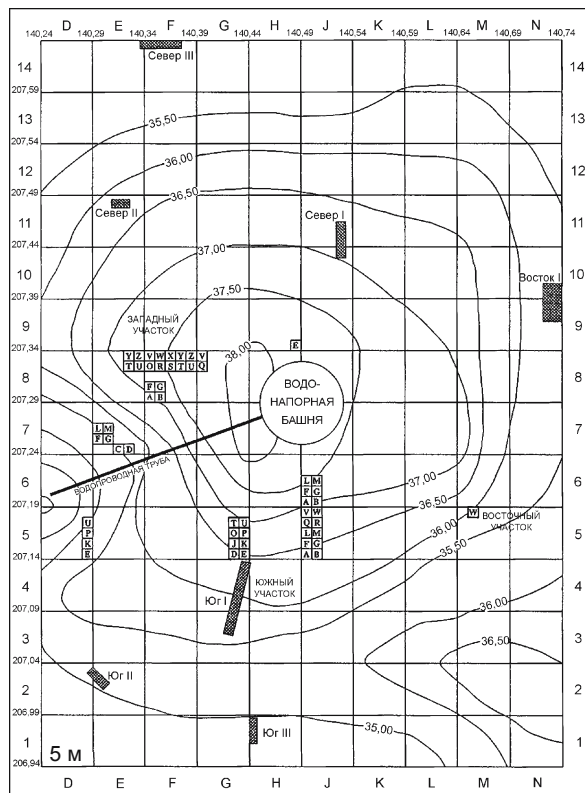 D E F G H J K L M N
140,24 140,29 140,34 140,39 140,44 140,49 140,54 140,59 140,64 140,69 140,74
Север III
14 14
207,59
13 35,50 13
207,54
12 36,00 12
207,49 36,50
Север II
11 Север I 11
207,44 37,00
10 Восток I 10
37,50
207,39
ЗАПАДНЫЙ
УЧАСТОК
9 9
E
207,34 38,00
Y Z V W X Y Z V
T U O R S T U Q
8 8
F G
A B
ВОДО-
НАПОРНАЯ
БАШНЯ
207,29
7 L M 7
F G
C D
207,24
ВОДОПРОВОДНАЯ ТРУБА
6 37,00 6
36,50
L M
F G
A B
207,19
36,00
V W
W ВОСТОЧНЫЙ
УЧАСТОК
5 35,50 5
U T U Q R
P O P L M
K J K F G
E D E A B
207,14
ЮЖНЫЙ
УЧАСТОК
4 Юг I 4
36,00
207,09
3 36,50 3
207,04
Юг II
2 2
206,99
Юг III 35,00
1 5 м 1
206,94
D E F G H J K L M N